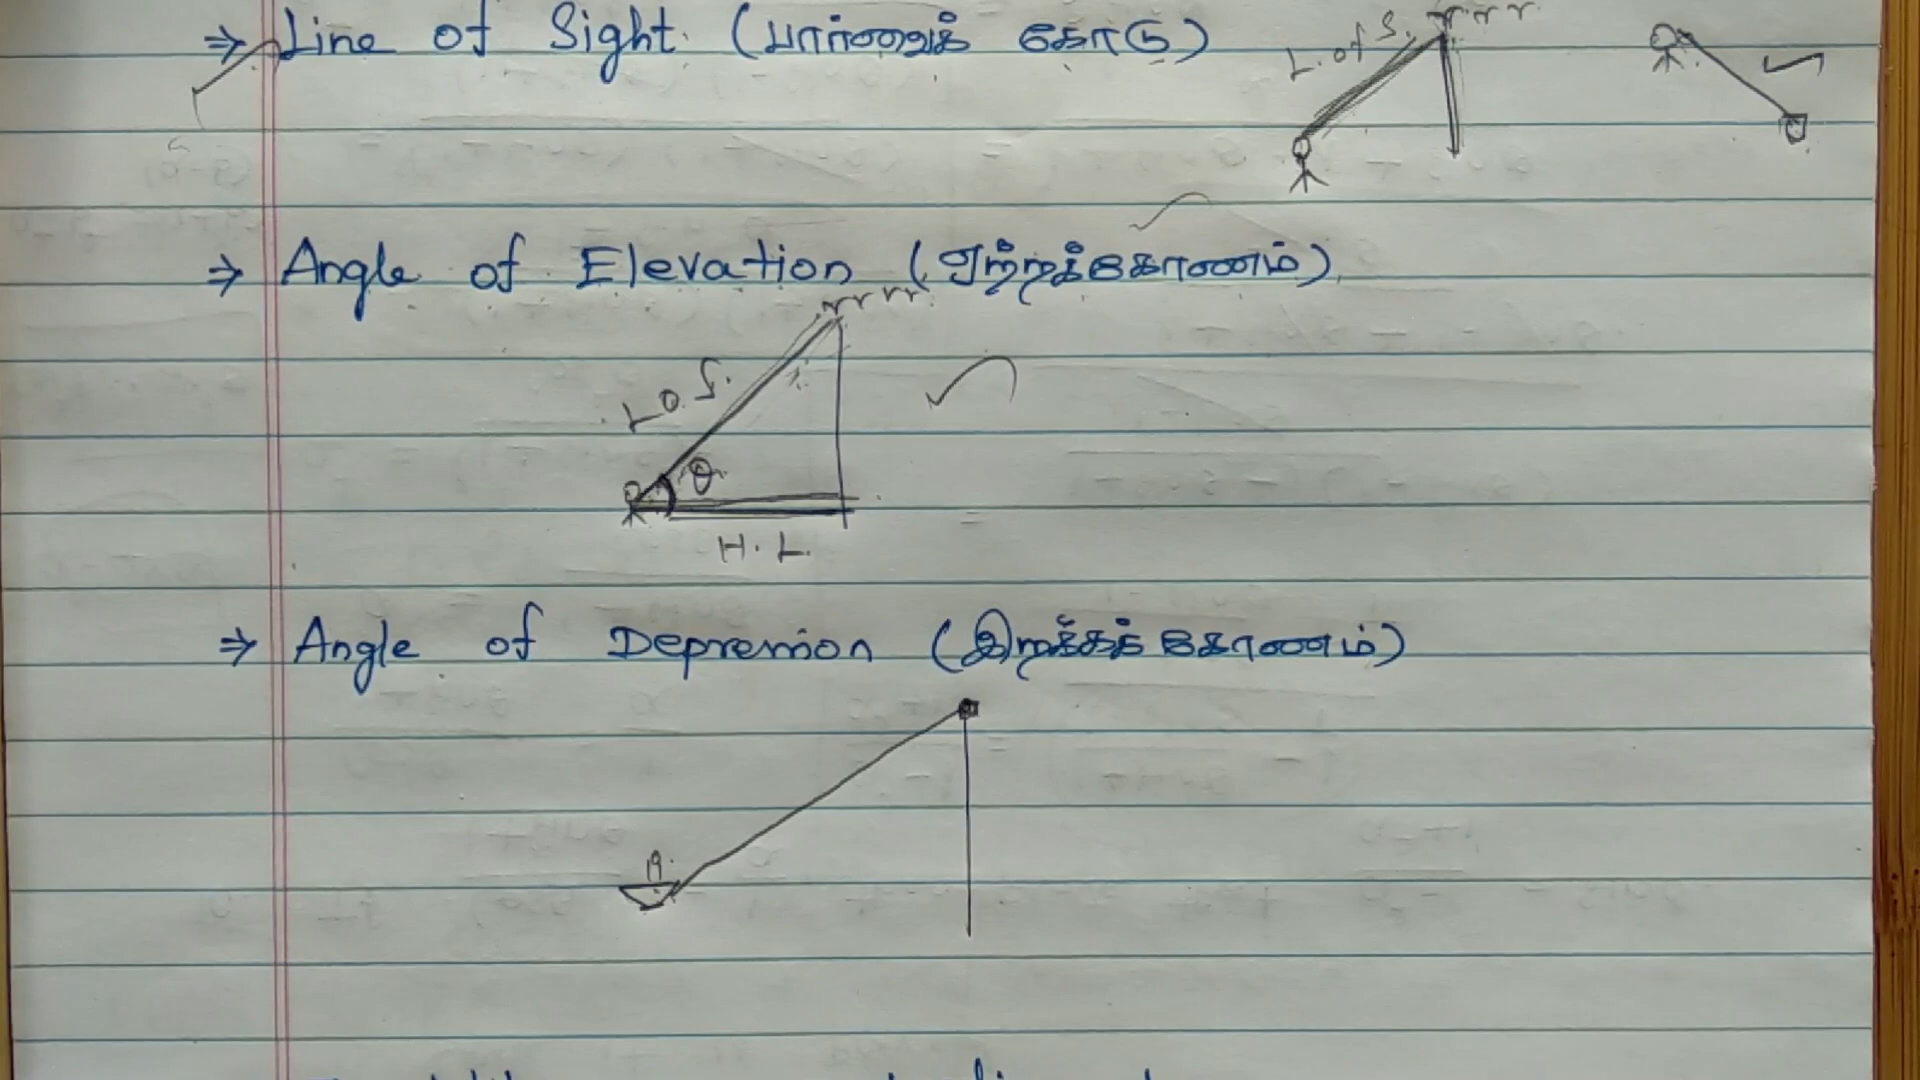 ⇒ Line of Sight (பார்வைக் கோடு)
L. of S.
⇒ Angle of Elevation (ஏற்றக்கோணம்)
L O S.
θ
H. L.
⇒ Angle of Depression (இறக்கக் கோணம்)